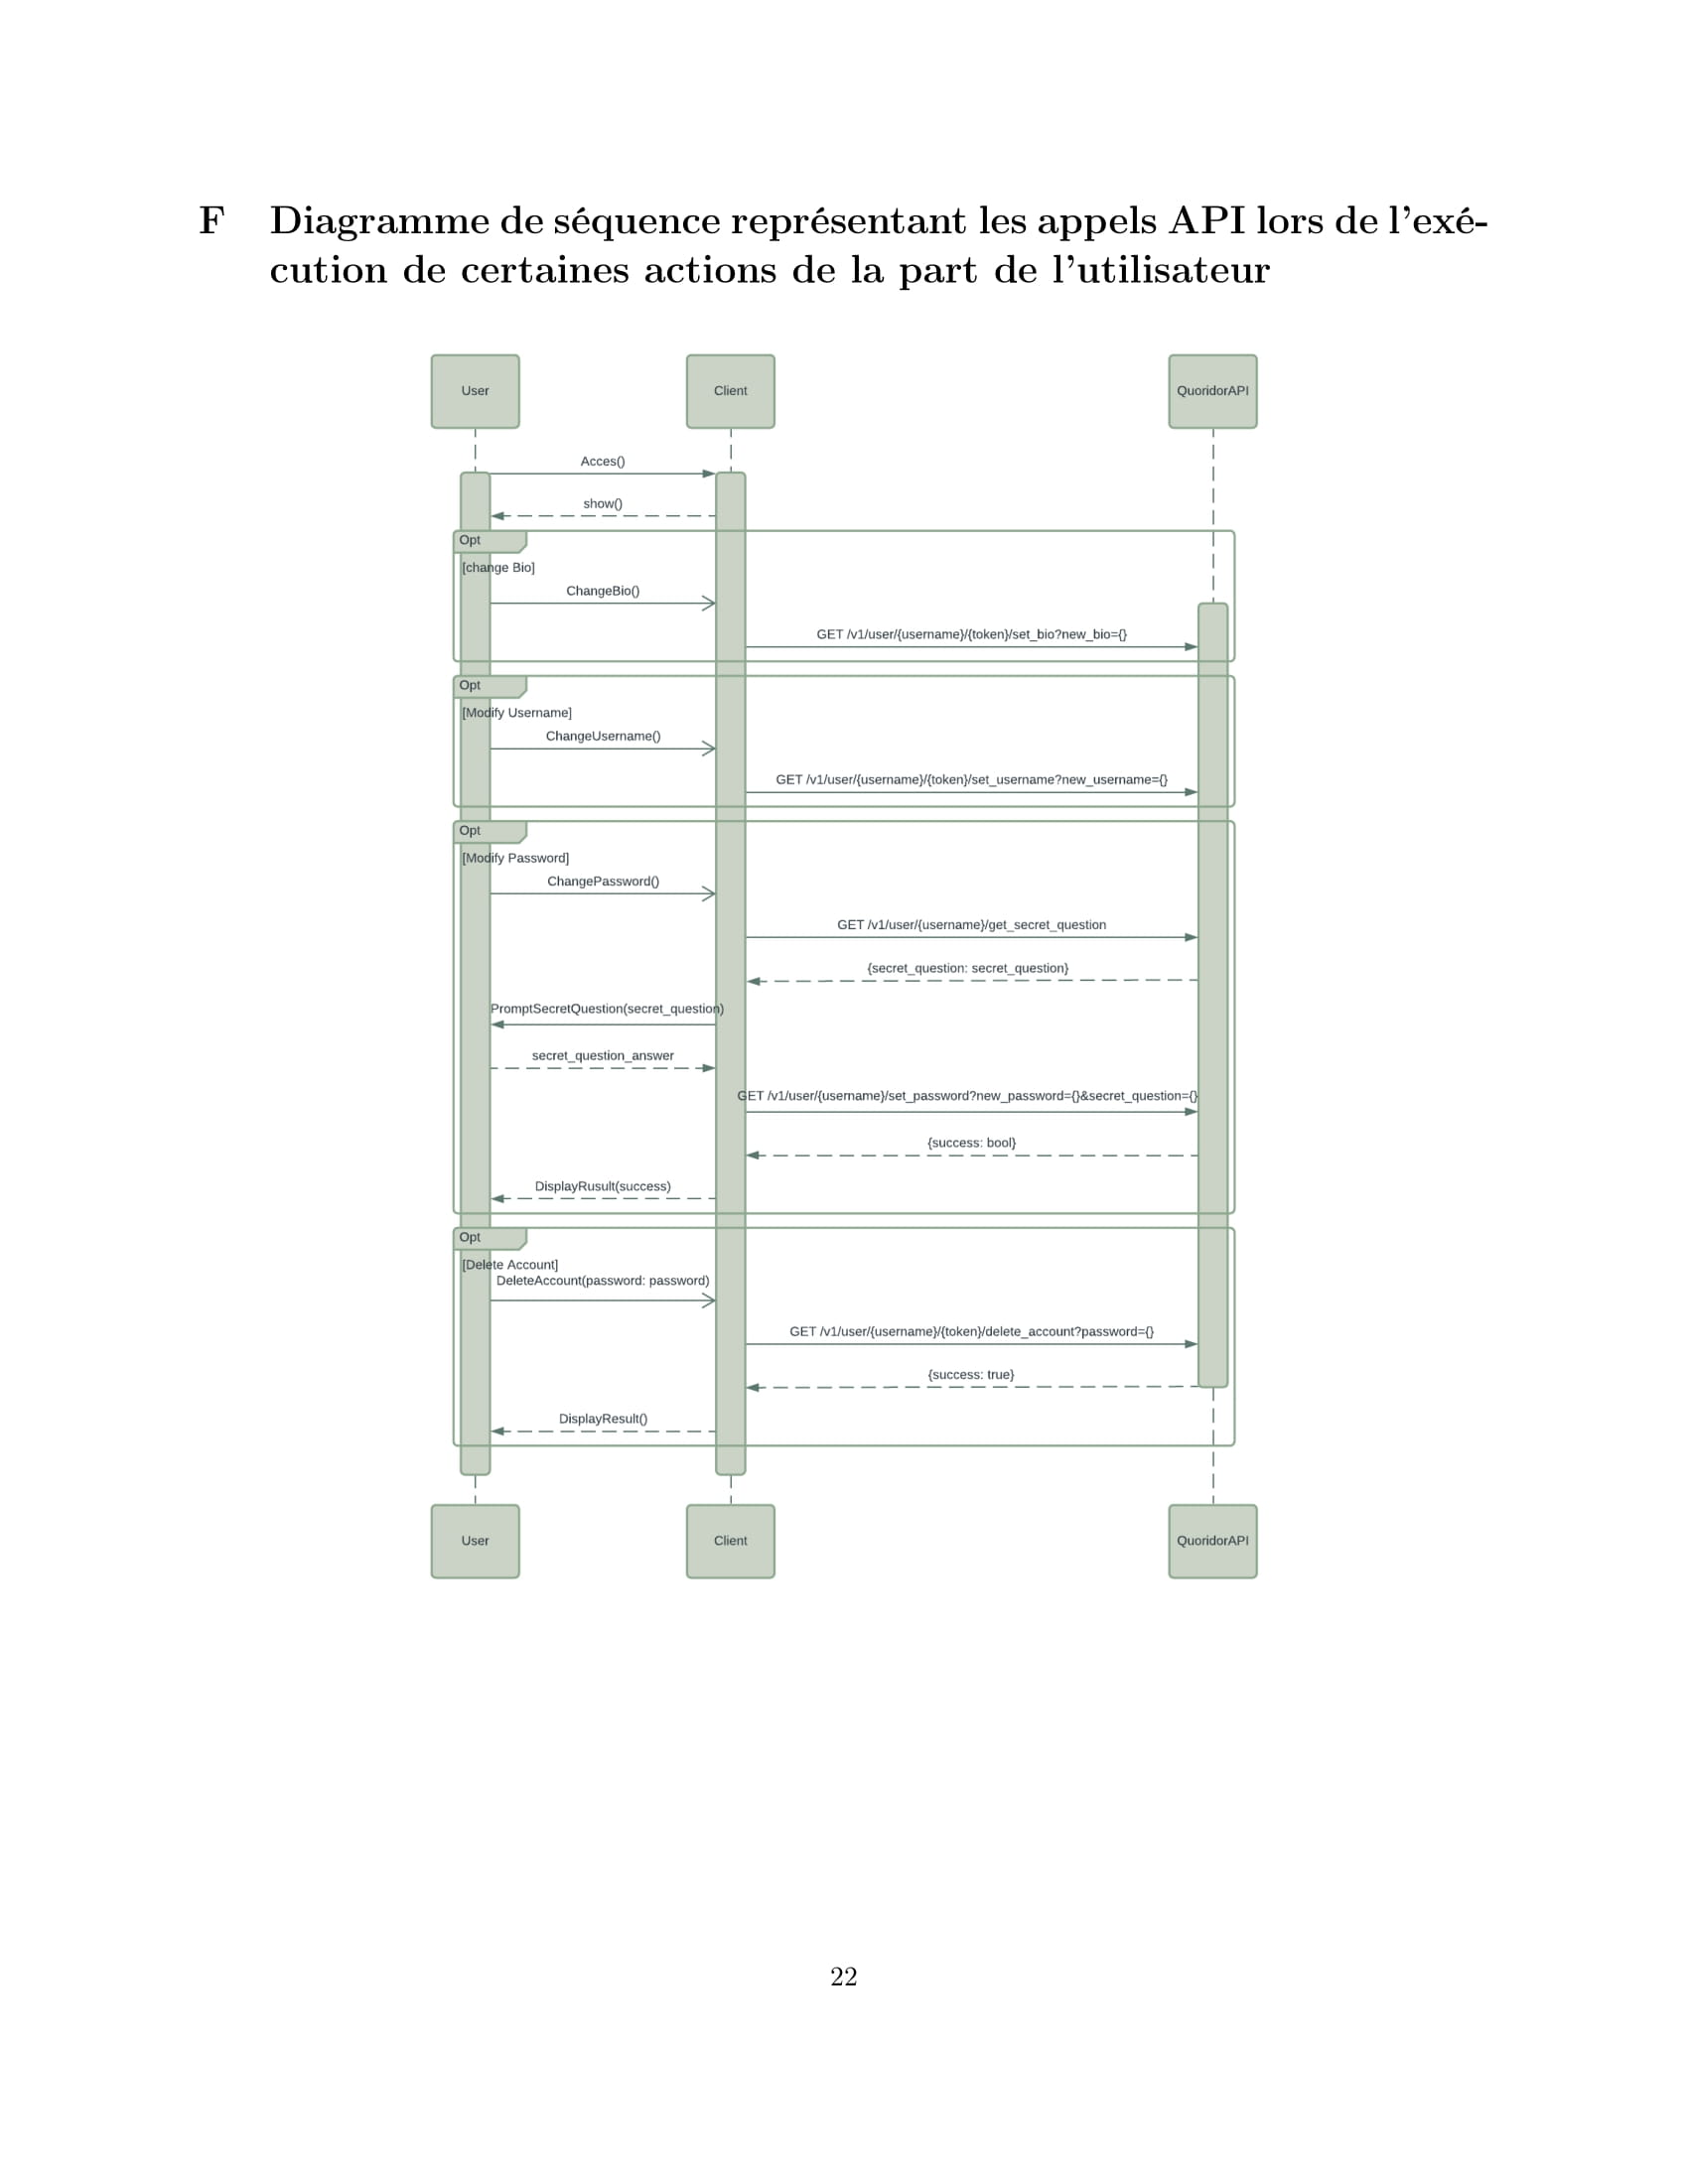 F Diagramme de séquence représentant les appels API lors de l'exé-
cution de certaines actions de la part de l'utilisateur
User
Client
QuoridorAPI
Acces()
show()
Opt
[change Bio]
ChangeBio()
GET /v1/user/{username}/{token}/set_bio?new_bio={}
Opt
[Modify Username]
ChangeUsername()
GET /v1/user/{username}/{token}/set_username?new_username={}
Opt
[Modify Password]
ChangePassword()
GET /v1/user/{username}/get_secret_question
{secret_question: secret_question}
PromptSecretQuestion(secret_question)
secret_question_answer
GET /v1/user/{username}/set_password?new_password={}&secret_question={}
{success: bool}
DisplayRusult(success)
Opt
[Delete Account]
DeleteAccount(password: password)
GET /v1/user/{username}/{token}/delete_account?password={}
{success: true}
DisplayResult()
User
Client
QuoridorAPI
22